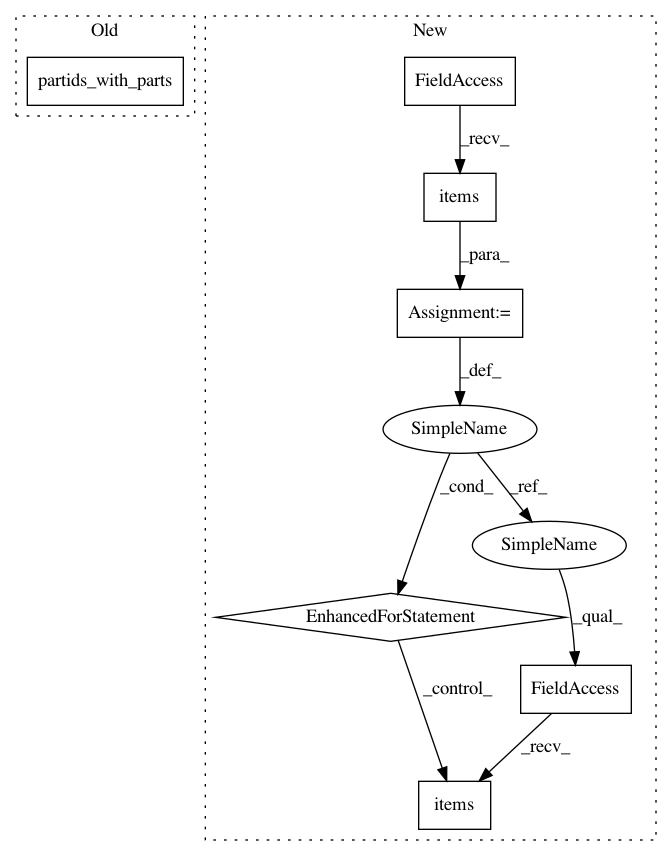 Old
New
partids_with_parts
FieldAccess
_recv_
items
_para_
Assignment:=
_def_
SimpleName
_cond_
_ref_
SimpleName
EnhancedForStatement
_qual_
_control_
FieldAccess
_recv_
items